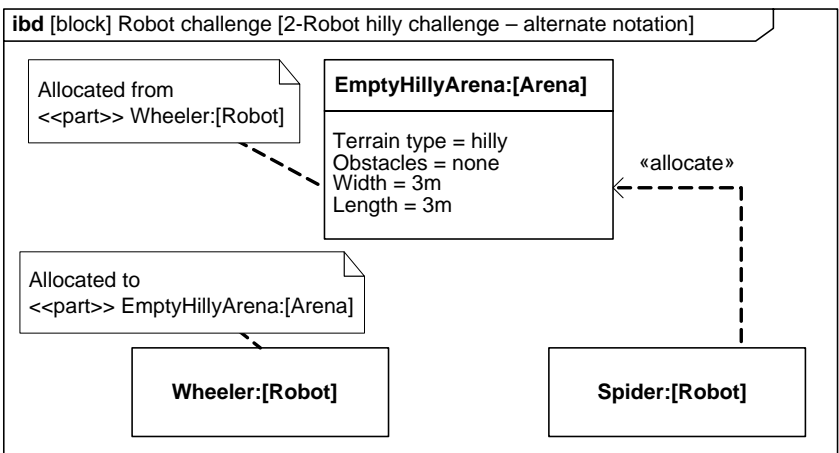 ibd [block] Robot challenge [2-Robot hilly challenge – alternate notation]
Allocated from
<<part>> Wheeler:[Robot]
EmptyHillyArena:[Arena]
Terrain type = hilly
Obstacles = none
Width = 3m
Length = 3m
«allocate»
Allocated to
<<part>> EmptyHillyArena:[Arena]
Wheeler:[Robot]
Spider:[Robot]